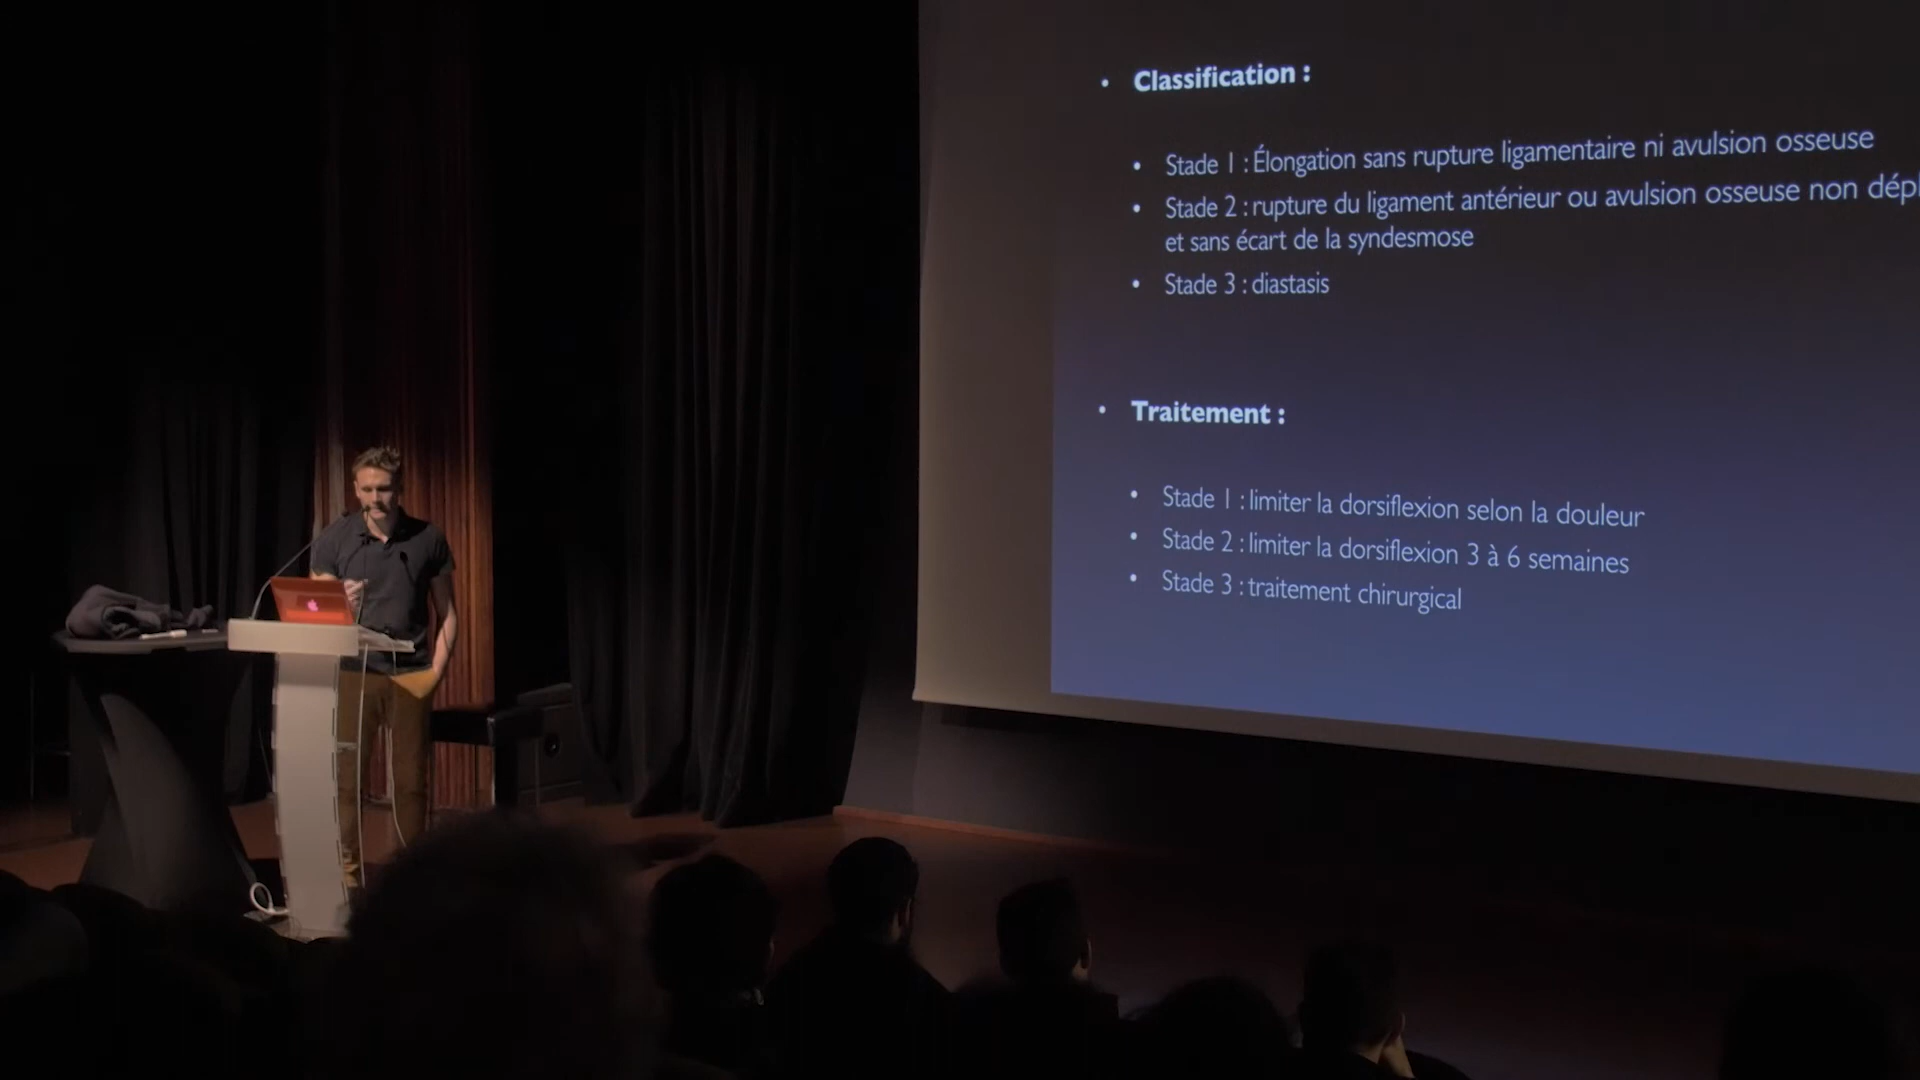 Classification :
Stade 1 : Élongation sans rupture ligamentaire ni avulsion osseuse
Stade 2 : rupture du ligament antérieur ou avulsion osseuse non
et sans écart de la syndesmose
Stade 3 : diastasis
Traitement :
Stade 1 : limiter la dorsiflexion selon la douleur
Stade 2 : limiter la dorsiflexion 3 à 6 semaines
Stade 3 : traitement chirurgical